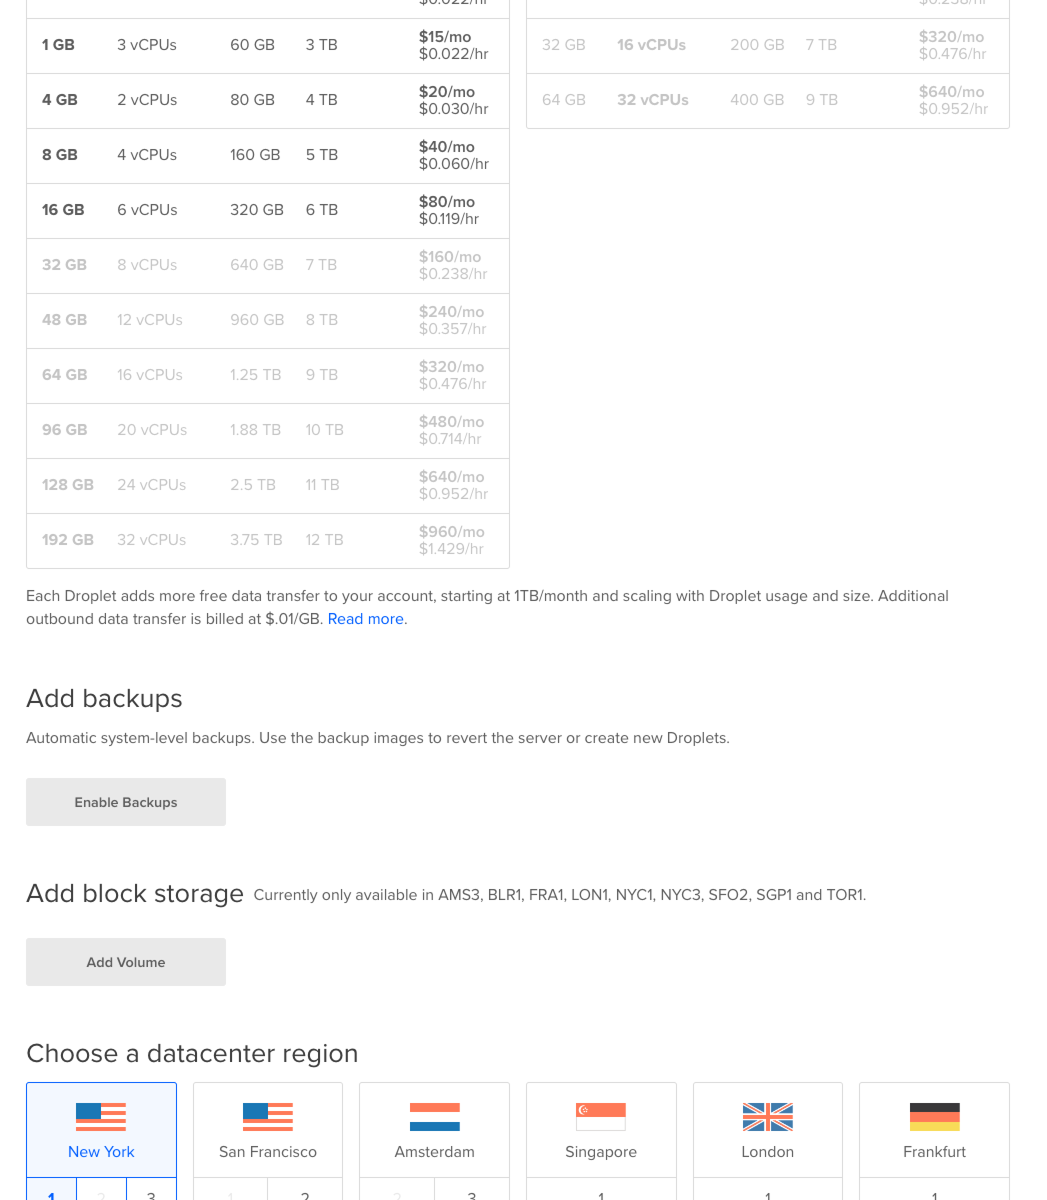 $0.022/hr
1 GB 3 vCPUs 60 GB 3 TB $15/mo
$0.022/hr
4 GB 2 vCPUs 80 GB 4 TB $20/mo
$0.030/hr
8 GB 4 vCPUs 160 GB 5 TB $40/mo
$0.060/hr
16 GB 6 vCPUs 320 GB 6 TB $80/mo
$0.119/hr
32 GB 8 vCPUs 640 GB 7 TB $160/mo
$0.238/hr
48 GB 12 vCPUs 960 GB 8 TB $240/mo
$0.357/hr
64 GB 16 vCPUs 1.25 TB 9 TB $320/mo
$0.476/hr
96 GB 20 vCPUs 1.88 TB 10 TB $480/mo
$0.714/hr
128 GB 24 vCPUs 2.5 TB 11 TB $640/mo
$0.952/hr
192 GB 32 vCPUs 3.75 TB 12 TB $960/mo
$1.429/hr
$0.238/hr
32 GB 16 vCPUs 200 GB 7 TB $320/mo
$0.476/hr
64 GB 32 vCPUs 400 GB 9 TB $640/mo
$0.952/hr
Each Droplet adds more free data transfer to your account, starting at 1TB/month and scaling with Droplet usage and size. Additional
outbound data transfer is billed at $.01/GB. Read more.
Add backups
Automatic system-level backups. Use the backup images to revert the server or create new Droplets.
Enable Backups
Add block storage Currently only available in AMS3, BLR1, FRA1, LON1, NYC1, NYC3, SFO2, SGP1 and TOR1.
Add Volume
Choose a datacenter region
New York San Francisco Amsterdam Singapore London Frankfurt
1 2 3 1 2 2 3 1 1 1